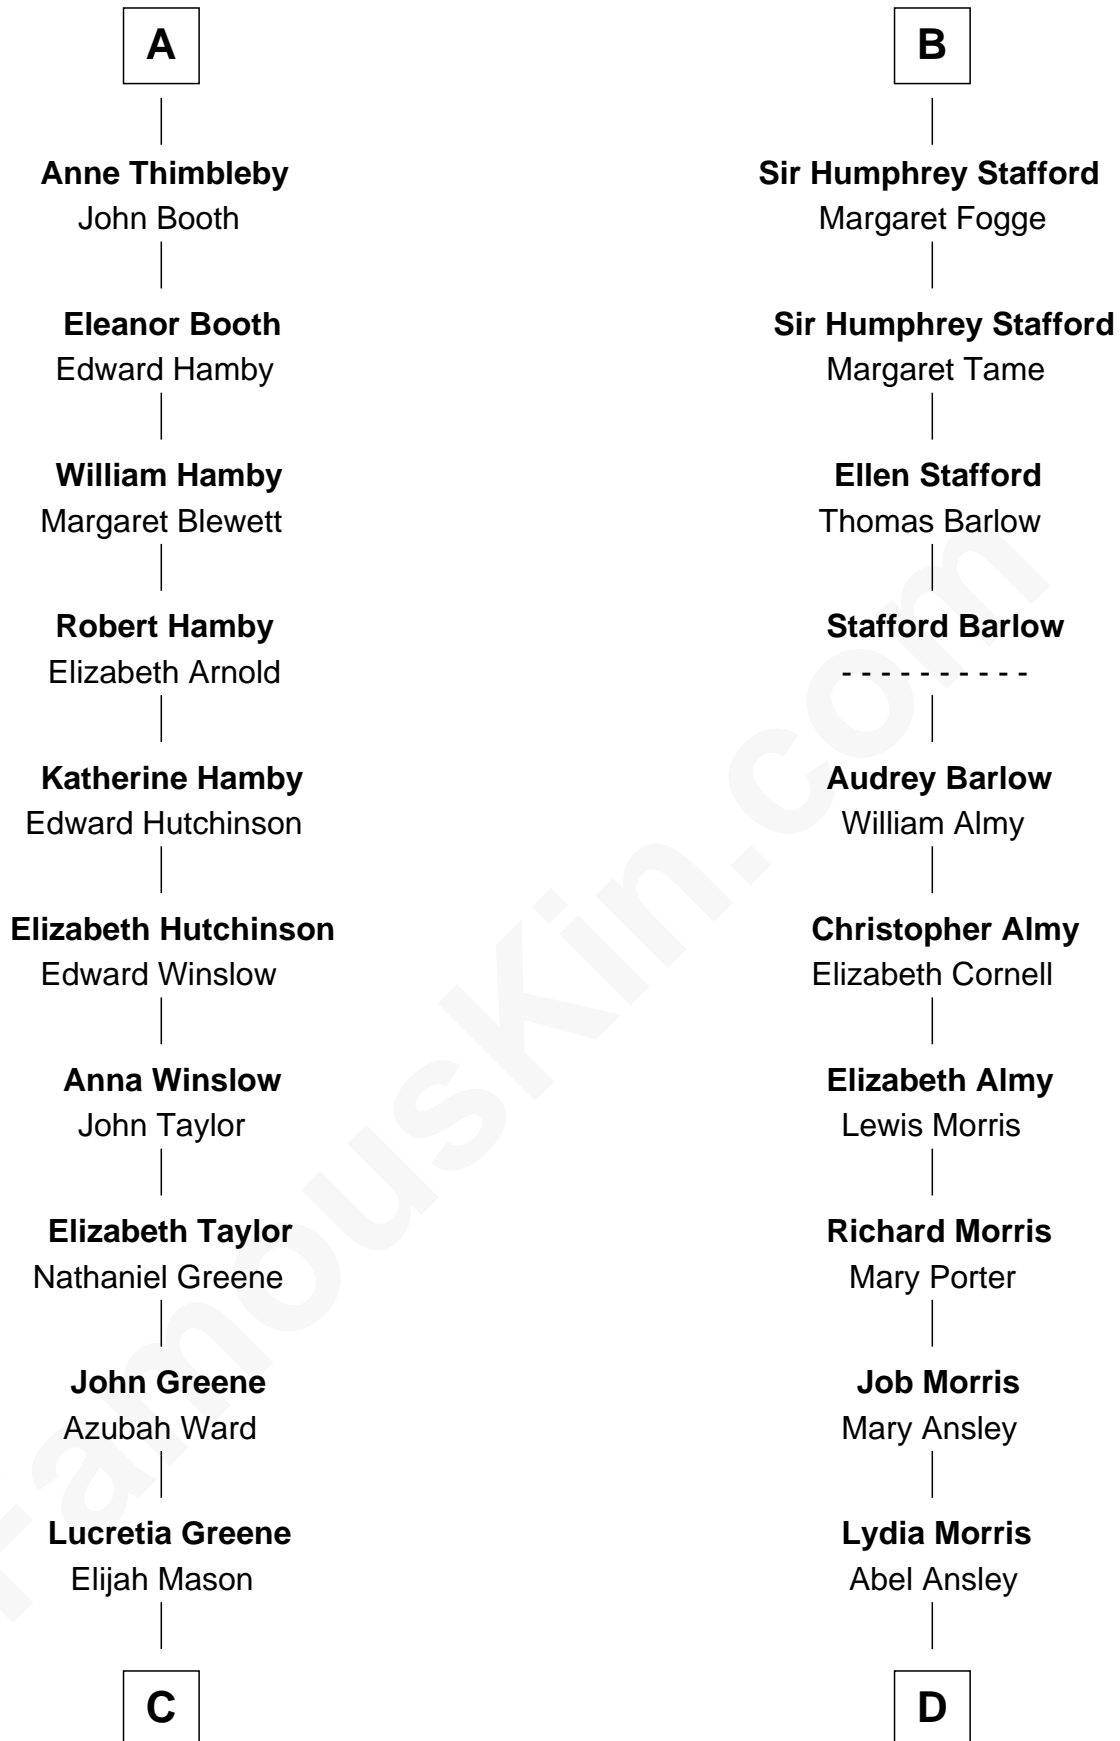 A
Anne Thimbleby
John Booth
Eleanor Booth
Edward Hamby
William Hamby
Margaret Blewett
Robert Hamby
Elizabeth Arnold
Katherine Hamby
Edward Hutchinson
Elizabeth Hutchinson
Edward Winslow
Anna Winslow
John Taylor
Elizabeth Taylor
Nathaniel Greene
John Greene
Azubah Ward
Lucretia Greene
Elijah Mason
C
B
Sir Humphrey Stafford
Margaret Fogge
Sir Humphrey Stafford
Margaret Tame
Ellen Stafford
Thomas Barlow
Stafford Barlow
- - - - - - - - - -
Audrey Barlow
William Almy
Christopher Almy
Elizabeth Cornell
Elizabeth Almy
Lewis Morris
Richard Morris
Mary Porter
Job Morris
Mary Ansley
Lydia Morris
Abel Ansley
D
FamousKin.com